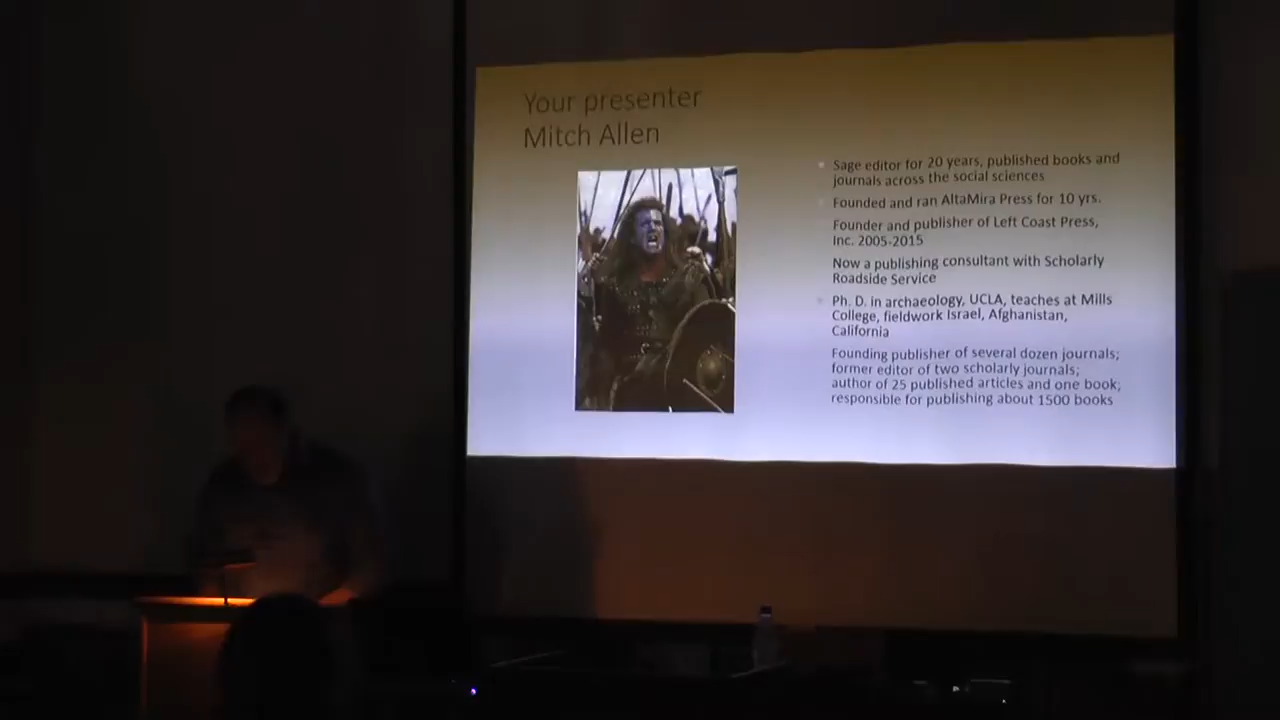 Your presenter
Mitch Allen
Sage editor for 20 years, published books and
journals across the social sciences
Founded and ran AltaMira Press for 10 yrs.
Founder and publisher of Left Coast Press,
Inc. 2005-2015
Now a publishing consultant with Scholarly
Roadside Service
Ph. D. in archaeology, UCLA, teaches at Mills
College, fieldwork Israel, Afghanistan,
California
Founding publisher of several dozen journals;
former editor of two scholarly journals;
author of 25 published articles and one book;
responsible for publishing about 1500 books